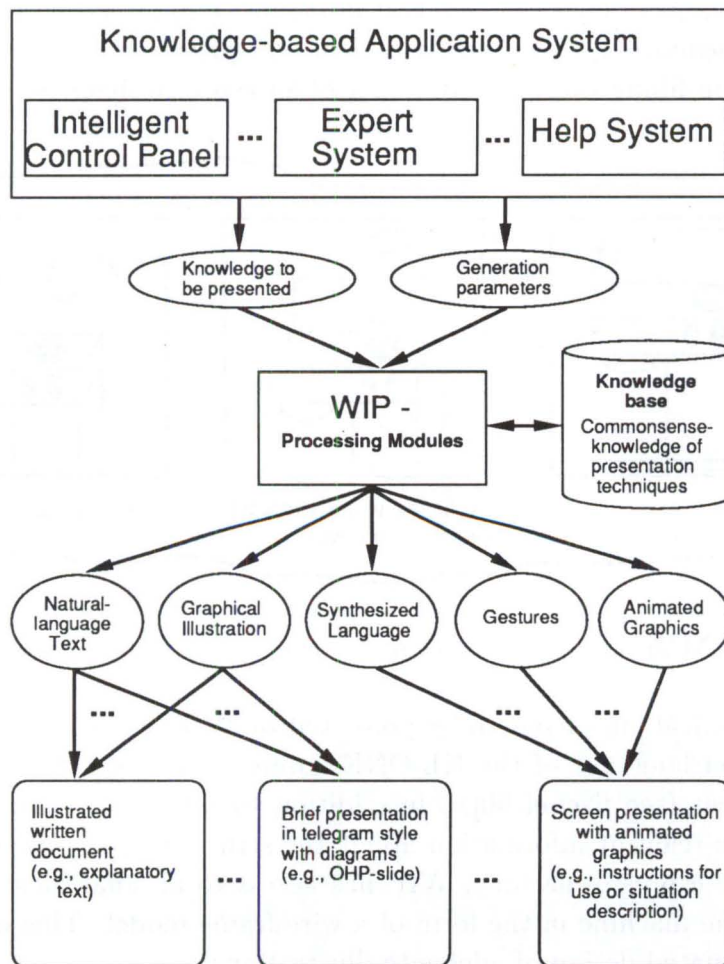 Knowledge-based Application System
Intelligent
Control Panel
...
Expert
System
...
Help System
Knowledge to
be presented
Generation
parameters
WIP -
Processing Modules
Knowledge
base
Commonsense-
knowledge of
presentation
techniques
Natural-
language
Text
Graphical
Illustration
Synthesized
Language
Gestures
Animated
Graphics
...
...
...
Illustrated
written
document
(e.g., explanatory
text)
...
Brief presentation
in telegram style
with diagrams
(e.g., OHP-slide)
...
Screen presentation
with animated
graphics
(e.g., instructions for
use or situation
description)